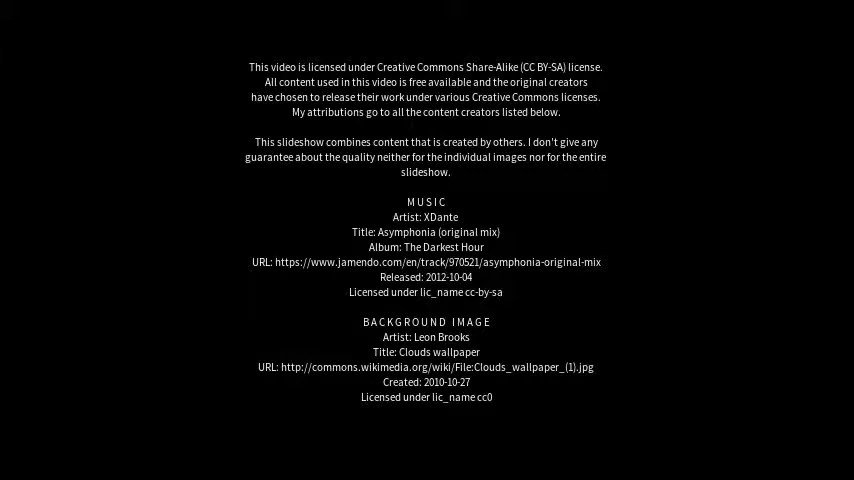 This video is licensed under Creative Commons Share-Alike (CC BY-SA) license.
All content used in this video is free available and the original creators
have chosen to release their work under various Creative Commons licenses.
My attributions go to all the content creators listed below.
This slideshow combines content that is created by others. I don't give any
guarantee about the quality neither for the individual images nor for the entire
slideshow.
MUSIC
Artist: XDante
Title: Asymphonia (original mix)
Album: The Darkest Hour
URL: https://www.jamendo.com/en/track/970521/asymphonia-original-mix
Released: 2012-10-04
Licensed under lic_name cc-by-sa
BACKGROUND IMAGE
Artist: Leon Brooks
Title: Clouds wallpaper
URL: http://commons.wikimedia.org/wiki/File:Clouds_wallpaper_(1).jpg
Created: 2010-10-27
Licensed under lic_name cc0